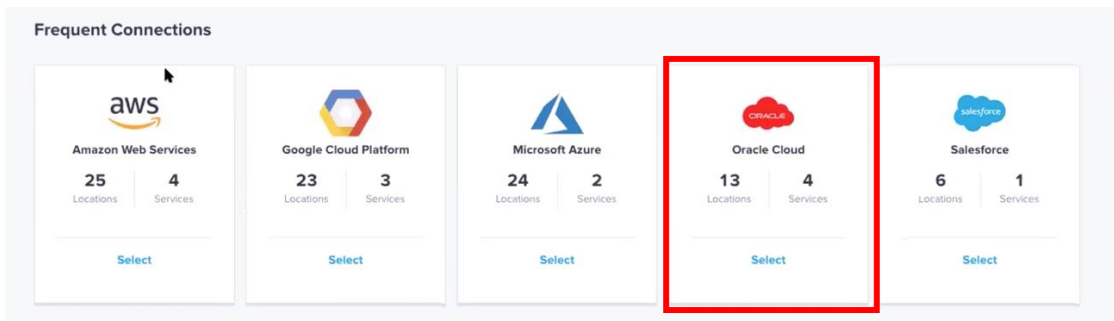 Frequent Connections
aws
Amazon Web Services
25 4
Locations Services
Select
Google Cloud Platform
23 3
Locations Services
Select
Microsoft Azure
24 2
Locations Services
Select
ORACLE
Oracle Cloud
13 4
Locations Services
Select
salesforce
Salesforce
6 1
Locations Services
Select